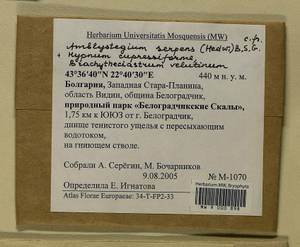 Herbarium Universitatis Mosquensis (MW)
c. fr.
Amblystegium serpens (Hedw.) B.S.G.
+ Hypnum cupressiforme,
Brachytheciastrum velutinum
43°36'40"N 22°40'30"E 440 м н. у. м.
Болгария, Западная Стара-Планина,
область Видин, община Белоградчик,
природный парк «Белоградчикские Скалы»,
1,75 км к ЮЮЗ от г. Белоградчик,
днище тенистого ущелья с пересыхающим
водотоком,
на гниющем стволе.
Собрали А. Серёгин, М. Бочарников
9.08.2005 № M-1070
Определила Е. Игнатова
Atlas Florae Europaeae: 34-T-FP2-33
Herbarium MW, Bryophyta